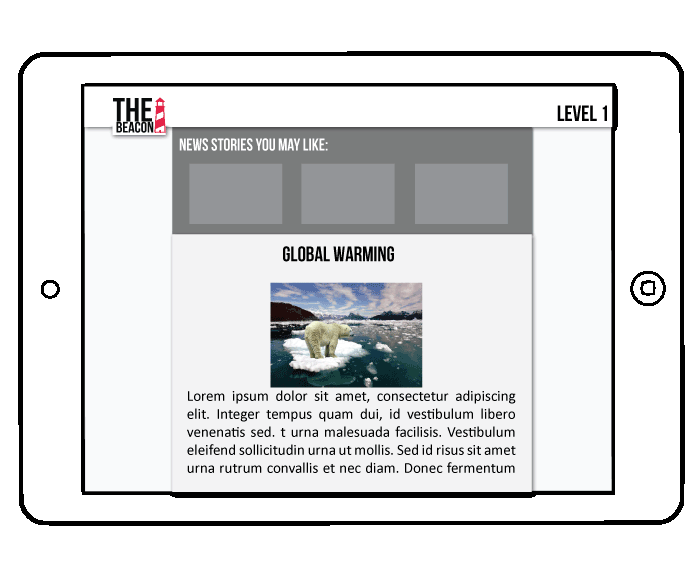 THE
BEACON
LEVEL 1
NEWS STORIES YOU MAY LIKE:
GLOBAL WARMING
Lorem ipsum dolor sit amet, consectetur adipiscing
elit. Integer tempus quam dui, id vestibulum libero
venenatis sed. t urna malesuada facilisis. Vestibulum
eleifend sollicitudin urna ut mollis. Sed id risus sit amet
urna rutrum convallis et nec diam. Donec fermentum